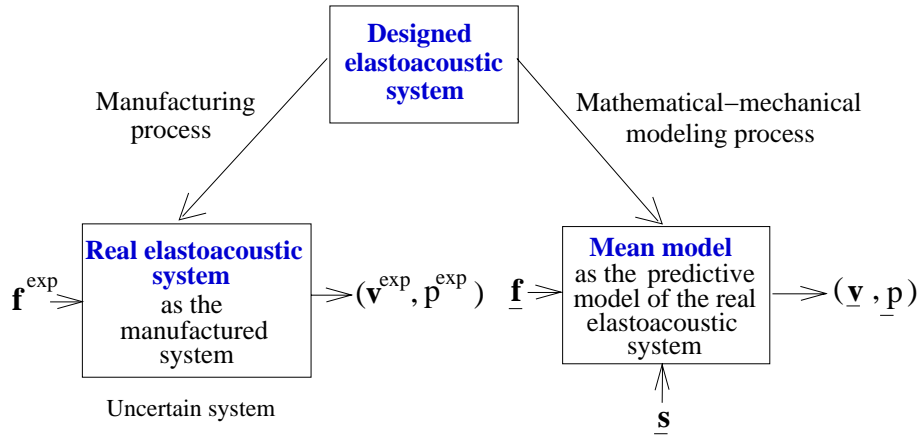 Designed
elastoacoustic
system
Manufacturing
process
Mathematical−mechanical
modeling process
Real elastoacoustic
system
as the
manufactured
system
f^exp
(v^exp, p^exp)
Uncertain system
Mean model
as the predictive
model of the real
elastoacoustic
system
f
(v, p)
s